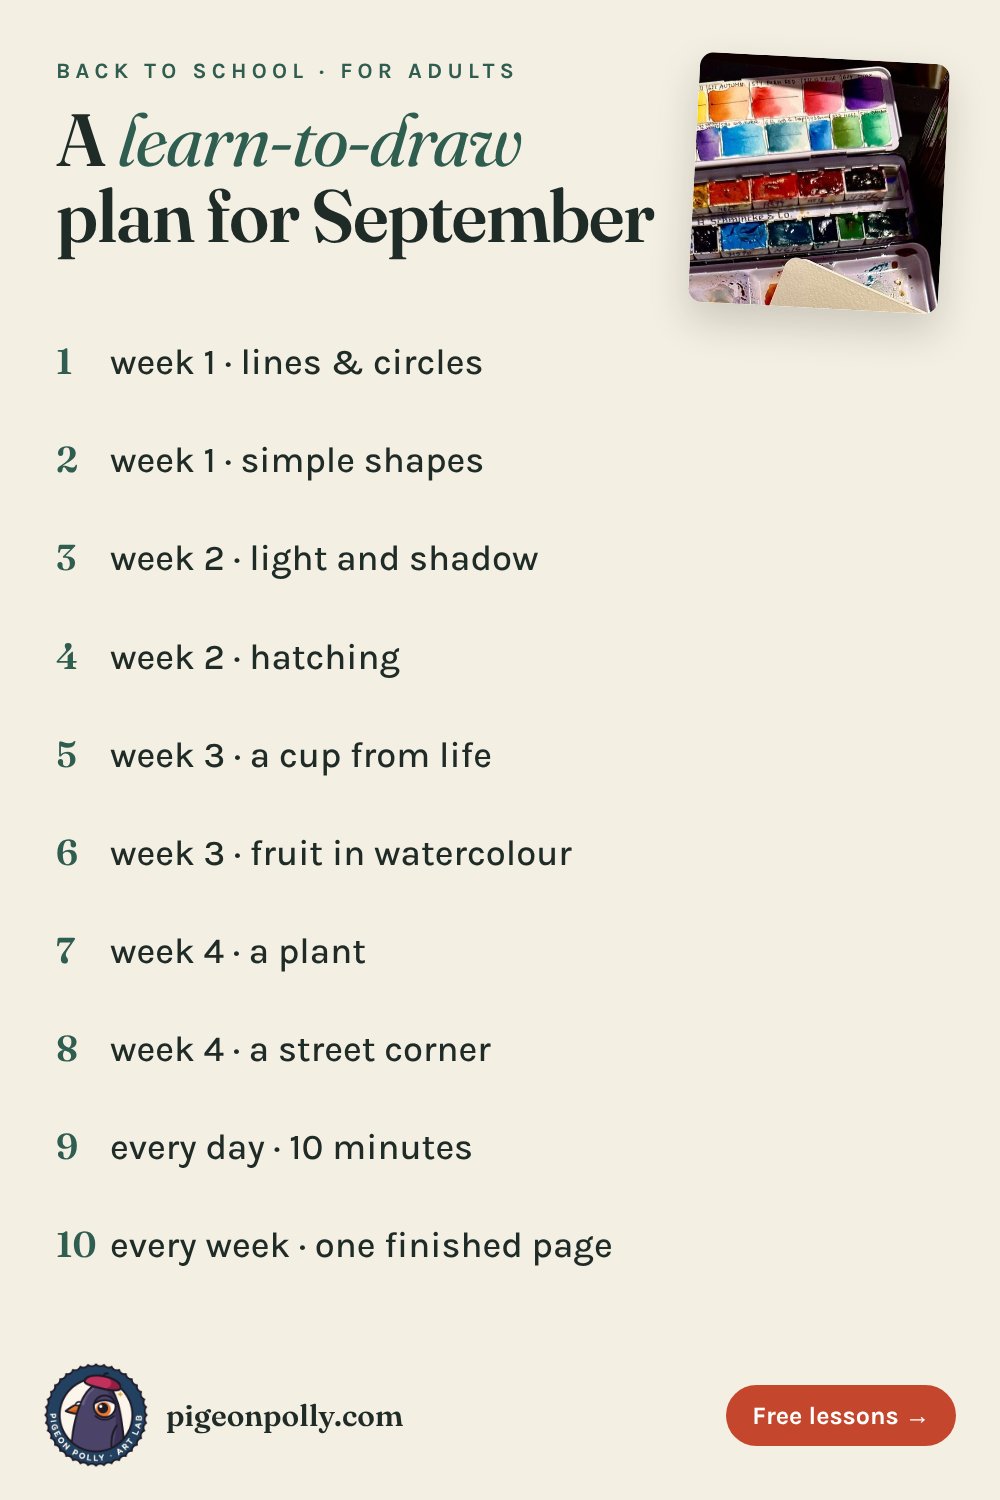 BACK TO SCHOOL · FOR ADULTS
A learn-to-draw
plan for September
1 week 1 · lines & circles
2 week 1 · simple shapes
3 week 2 · light and shadow
4 week 2 · hatching
5 week 3 · a cup from life
6 week 3 · fruit in watercolour
7 week 4 · a plant
8 week 4 · a street corner
9 every day · 10 minutes
10 every week · one finished page
PIGEON POLLY · ART LAB
pigeonpolly.com
Free lessons →